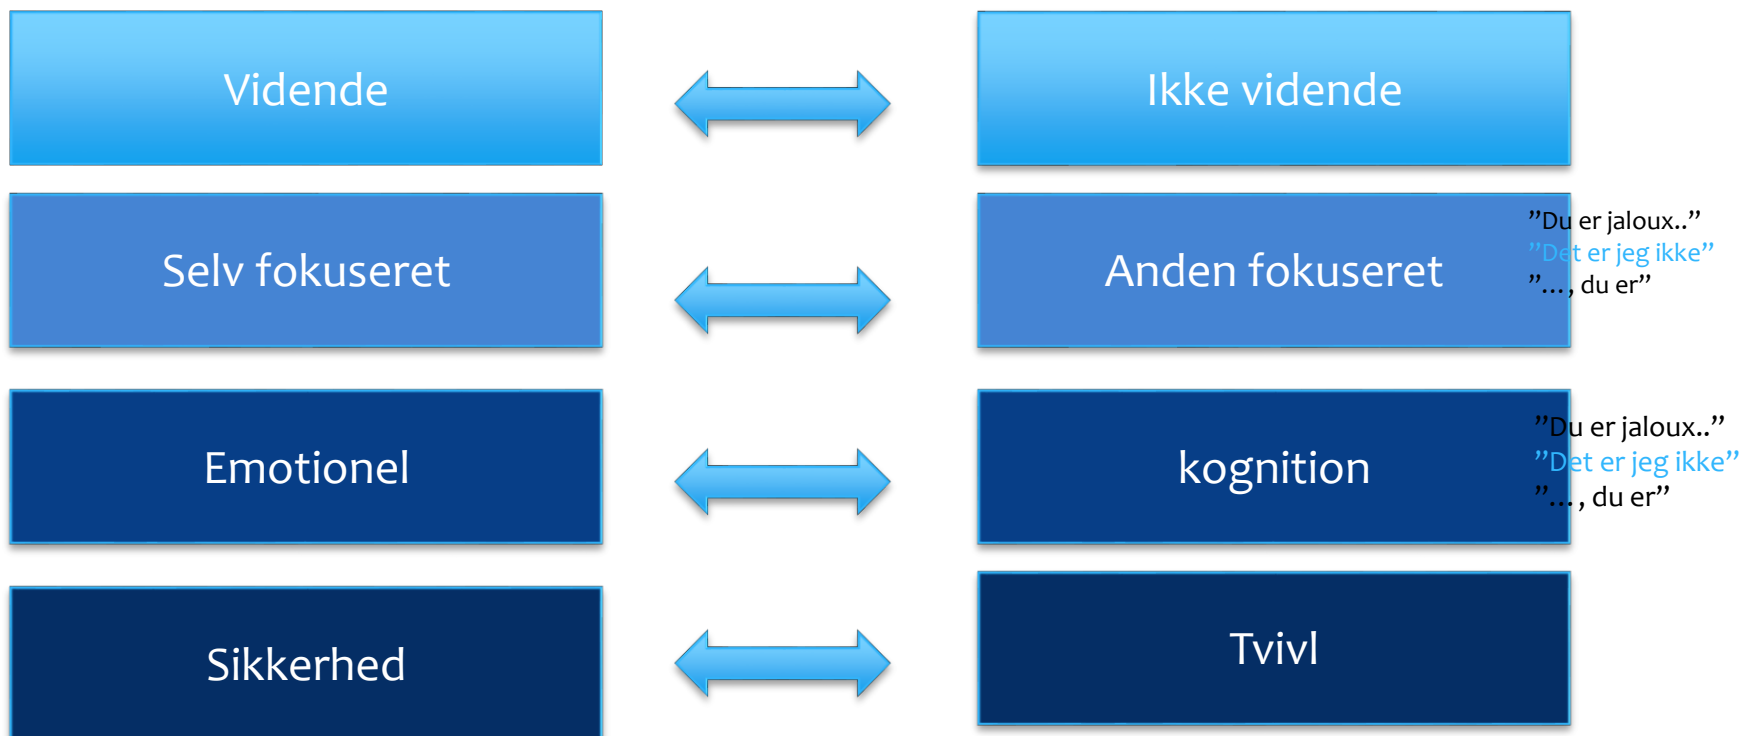 Vidende
Ikke vidende
Selv fokuseret
Anden fokuseret
”Du er jaloux..”
”Det er jeg ikke”
”…, du er”
Emotionel
kognition
”Du er jaloux..”
”Det er jeg ikke”
”…, du er”
Sikkerhed
Tvivl